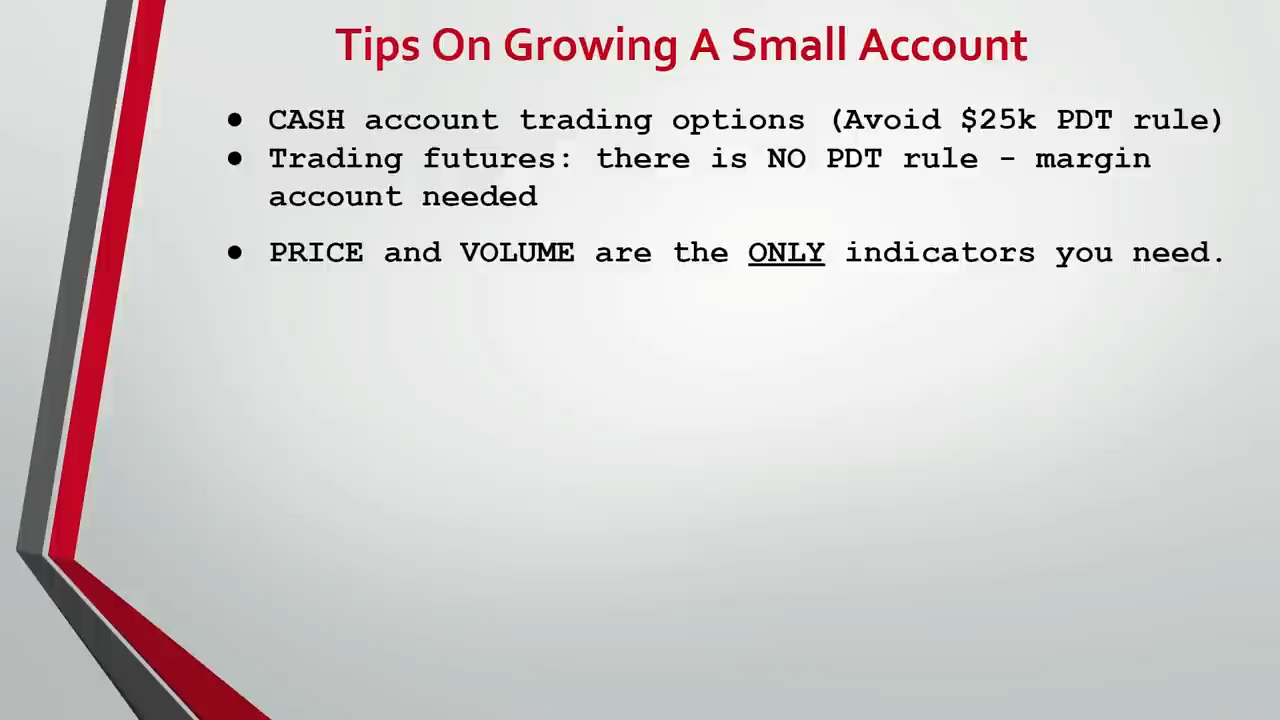 Tips On Growing A Small Account
● CASH account trading options (Avoid $25k PDT rule)
● Trading futures: there is NO PDT rule - margin
account needed
● PRICE and VOLUME are the ONLY indicators you need.